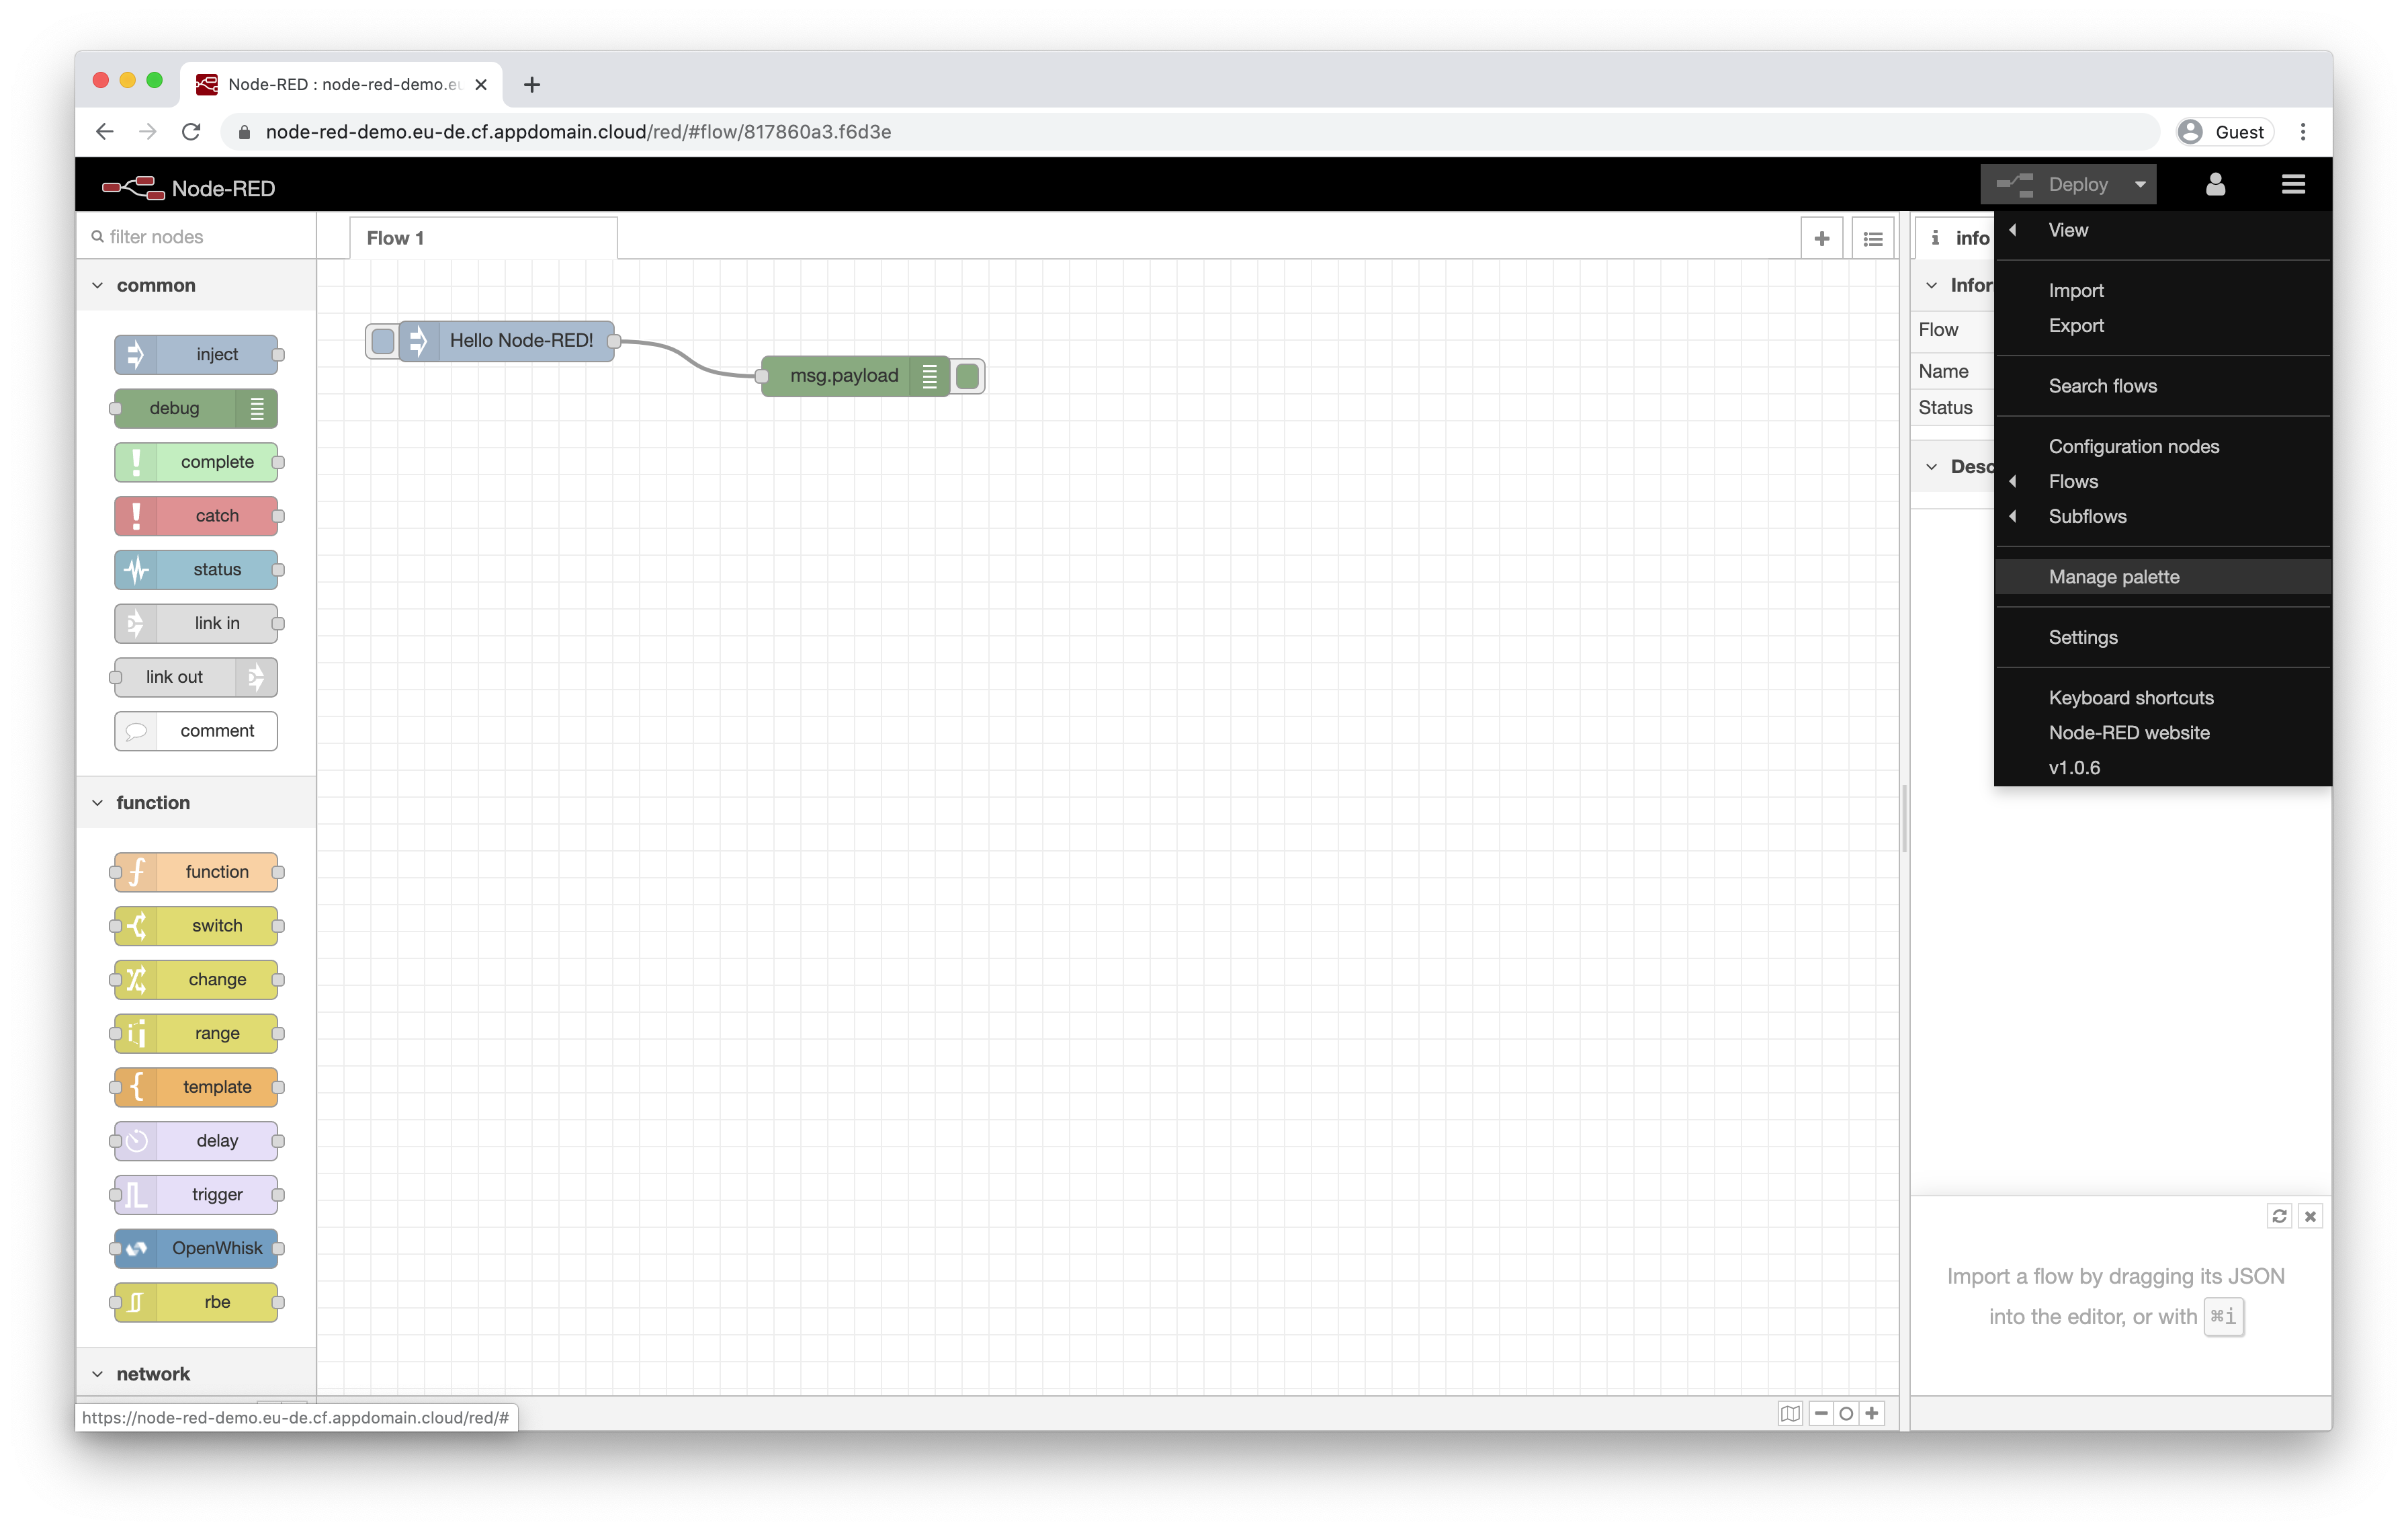 Node-RED : node-red-demo.eu
node-red-demo.eu-de.cf.appdomain.cloud/red/#flow/817860a3.f6d3e
Guest
Node-RED
Deploy
filter nodes
Flow 1
info
View
Import
Export
Search flows
Configuration nodes
Flows
Subflows
Manage palette
Settings
Keyboard shortcuts
Node-RED website
v1.0.6
common
inject
debug
complete
catch
status
link in
link out
comment
function
function
switch
change
range
template
delay
trigger
OpenWhisk
rbe
network
Hello Node-RED!
msg.payload
Infor
Flow
Name
Status
Desc
Import a flow by dragging its JSON
into the editor, or with ⌘i
https://node-red-demo.eu-de.cf.appdomain.cloud/red/#